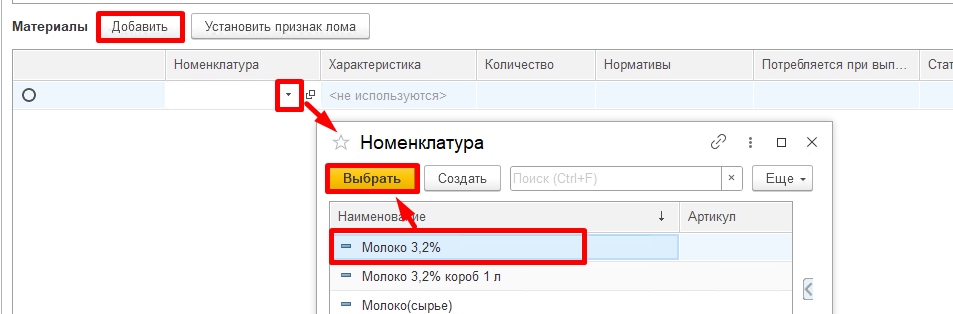 Материалы Добавить Установить признак лома
Номенклатура Характеристика Количество Нормативы Потребляется при вып... Стат
<не используются>
Номенклатура
Выбрать Создать Поиск (Ctrl+F) × Еще
Наименование ↓ Артикул
Молоко 3,2%
Молоко 3,2% короб 1 л
Молоко(сырье)